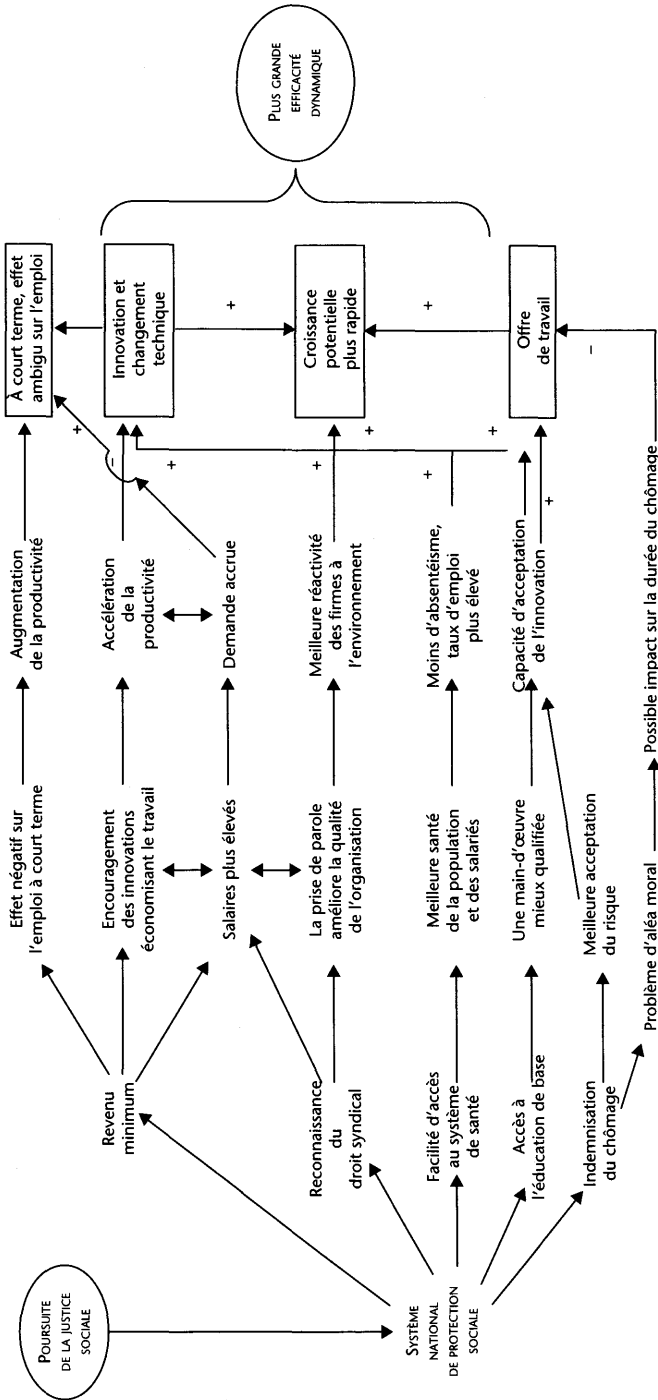 POURSUITE
DE LA JUSTICE
SOCIALE
SYSTÈME
NATIONAL
DE PROTECTION
SOCIALE
Revenu
minimum
Reconnaissance
du
droit syndical
Facilité d'accès
au système
de santé
Accès à
l'éducation de base
Indemnisation
du chômage
Effet négatif sur
l'emploi à court terme
Encouragement
des innovations
économisant le travail
Salaires plus élevés
La prise de parole
améliore la qualité
de l'organisation
Meilleure santé
de la population
et des salariés
Une main-d'œuvre
mieux qualifiée
Meilleure acceptation
du risque
Problème d'aléa moral
Augmentation
de la productivité
Accélération
de la
productivité
Demande accrue
Meilleure réactivité
des firmes à
l'environnement
Moins d'absentéisme,
taux d'emploi
plus élevé
Capacité d'acceptation
de l'innovation
Possible impact sur la durée du chômage
+
–
+
+
+
+
+
+
–
À court terme, effet
ambigu sur l'emploi
Innovation et
changement
technique
+
Croissance
potentielle
plus rapide
+
Offre
de travail
PLUS GRANDE
EFFICACITÉ
DYNAMIQUE